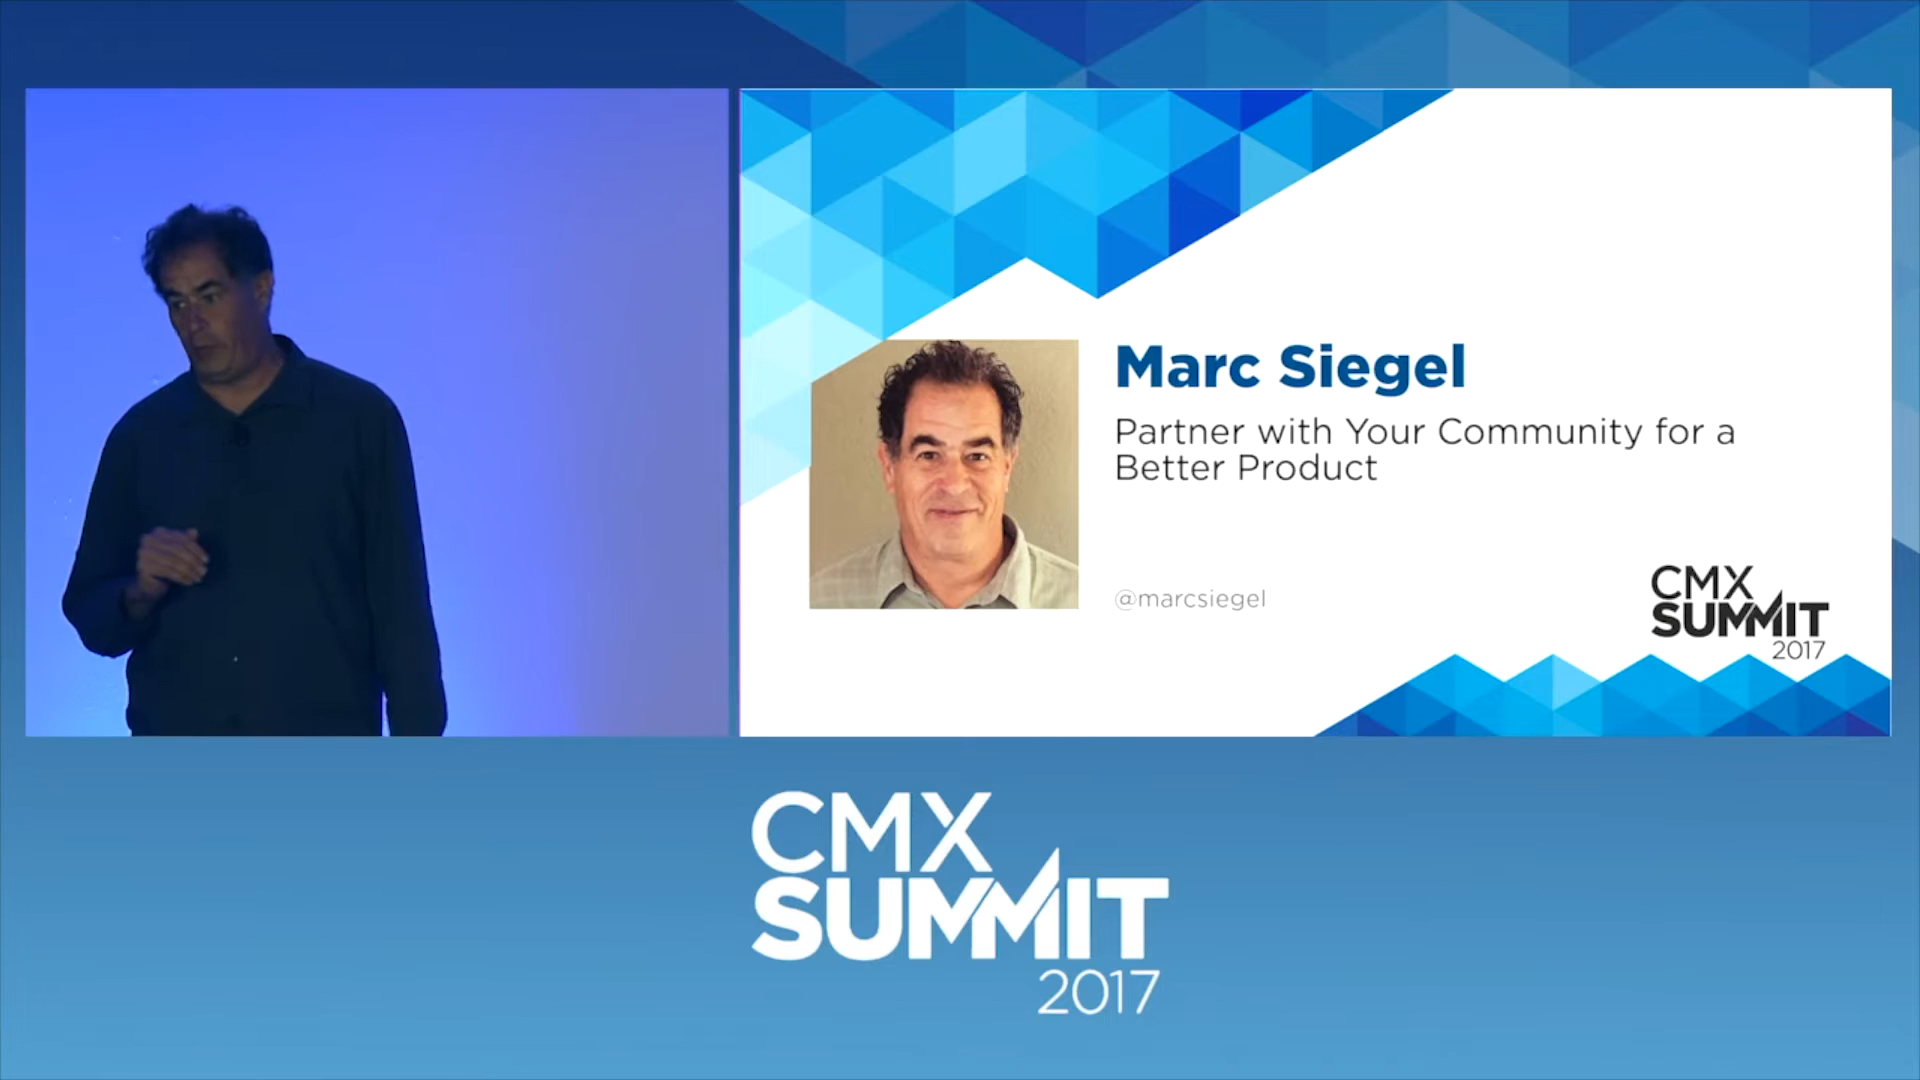 Marc Siegel
Partner with Your Community for a
Better Product
@marcsiegel
CMX
SUMMIT
2017
CMX
SUMMIT
2017